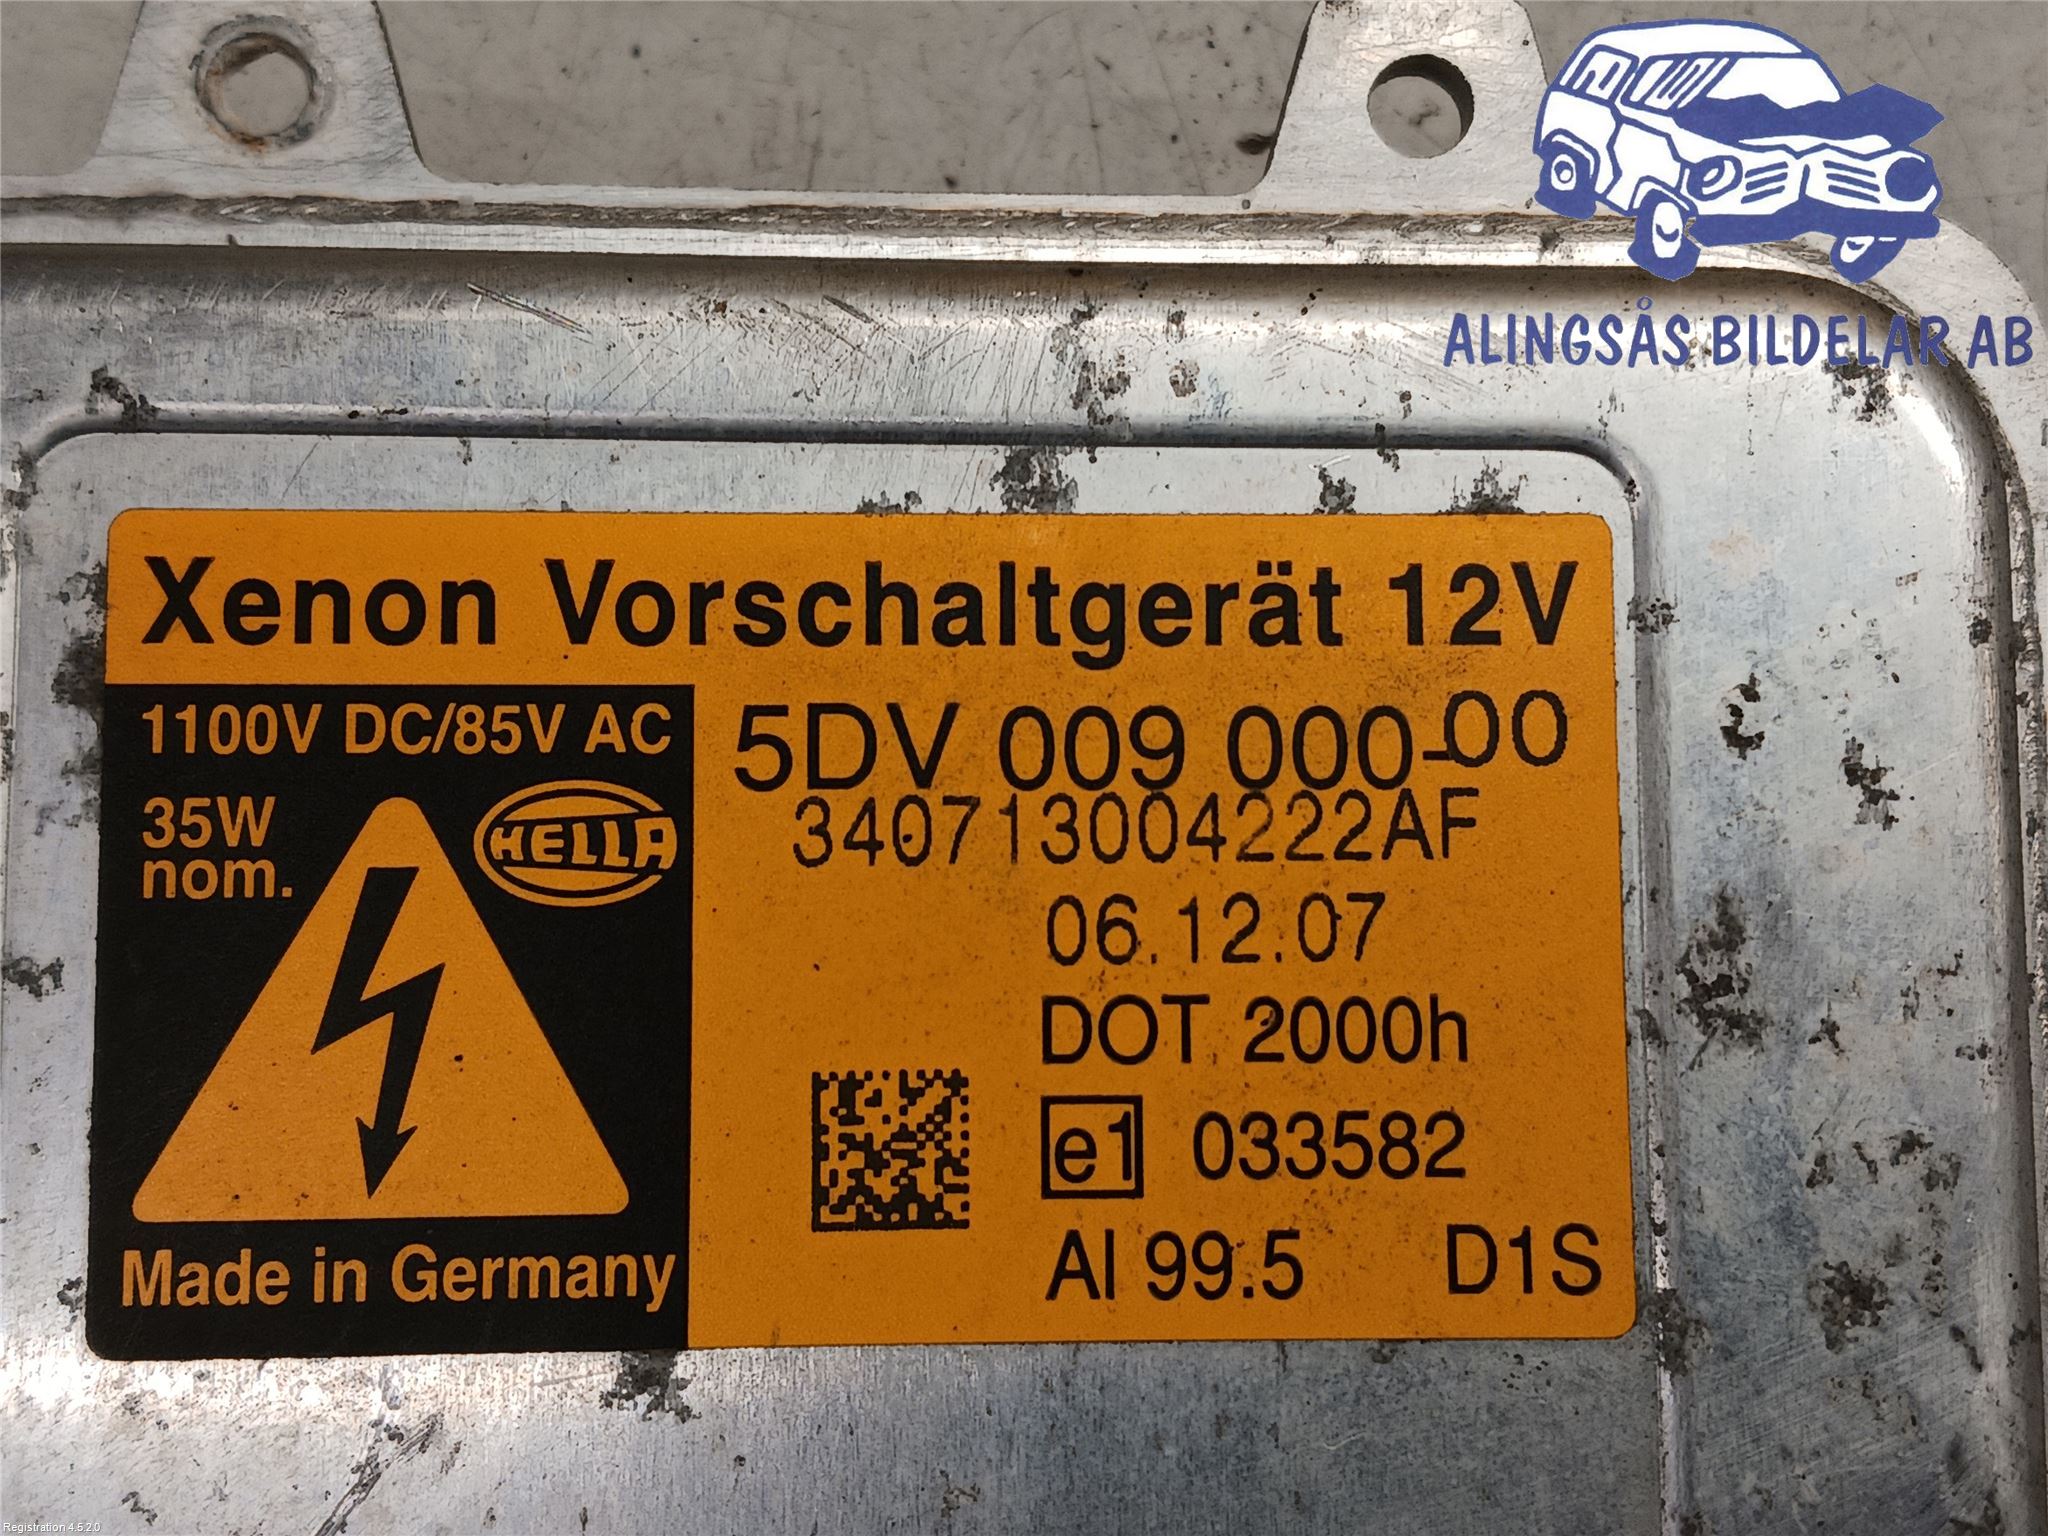 ALINGSÅS BILDELAR AB
Xenon Vorschaltgerät 12V
1100V DC/85V AC
35W
nom.
HELLA
Made in Germany
5DV 009 000-00
340713004222AF
06.12.07
DOT 2000h
e1 033582
Al 99.5 D1S
Registration 4.5.2.0